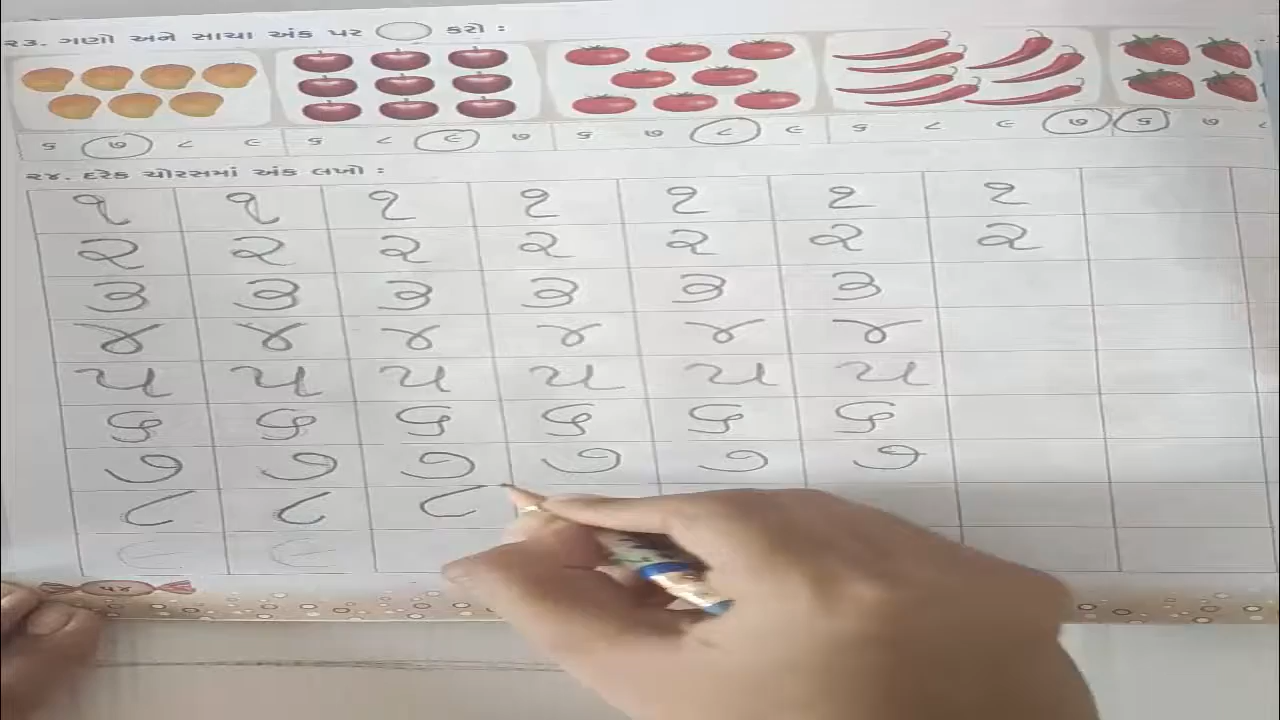 ૨૩. ગણો અને સાચા અંક પર કરો :
૬ ૭ ૮ ૯ ૬ ૮ ૯ ૭ ૬ ૭ ૮ ૯ ૬ ૮ ૯ ૭ ૬ ૭ ૮
૨૪. દરેક ચોરસમાં અંક લખો :
૧ ૧ ૧ ૧ ૧ ૧ ૧
૨ ૨ ૨ ૨ ૨ ૨ ૨
૩ ૩ ૩ ૩ ૩ ૩
૪ ૪ ૪ ૪ ૪ ૪
૫ ૫ ૫ ૫ ૫ ૫
૬ ૬ ૬ ૬ ૬ ૬
૭ ૭ ૭ ૭ ૭ ૭
૮ ૮ ૮
૯ ૯
૫૪